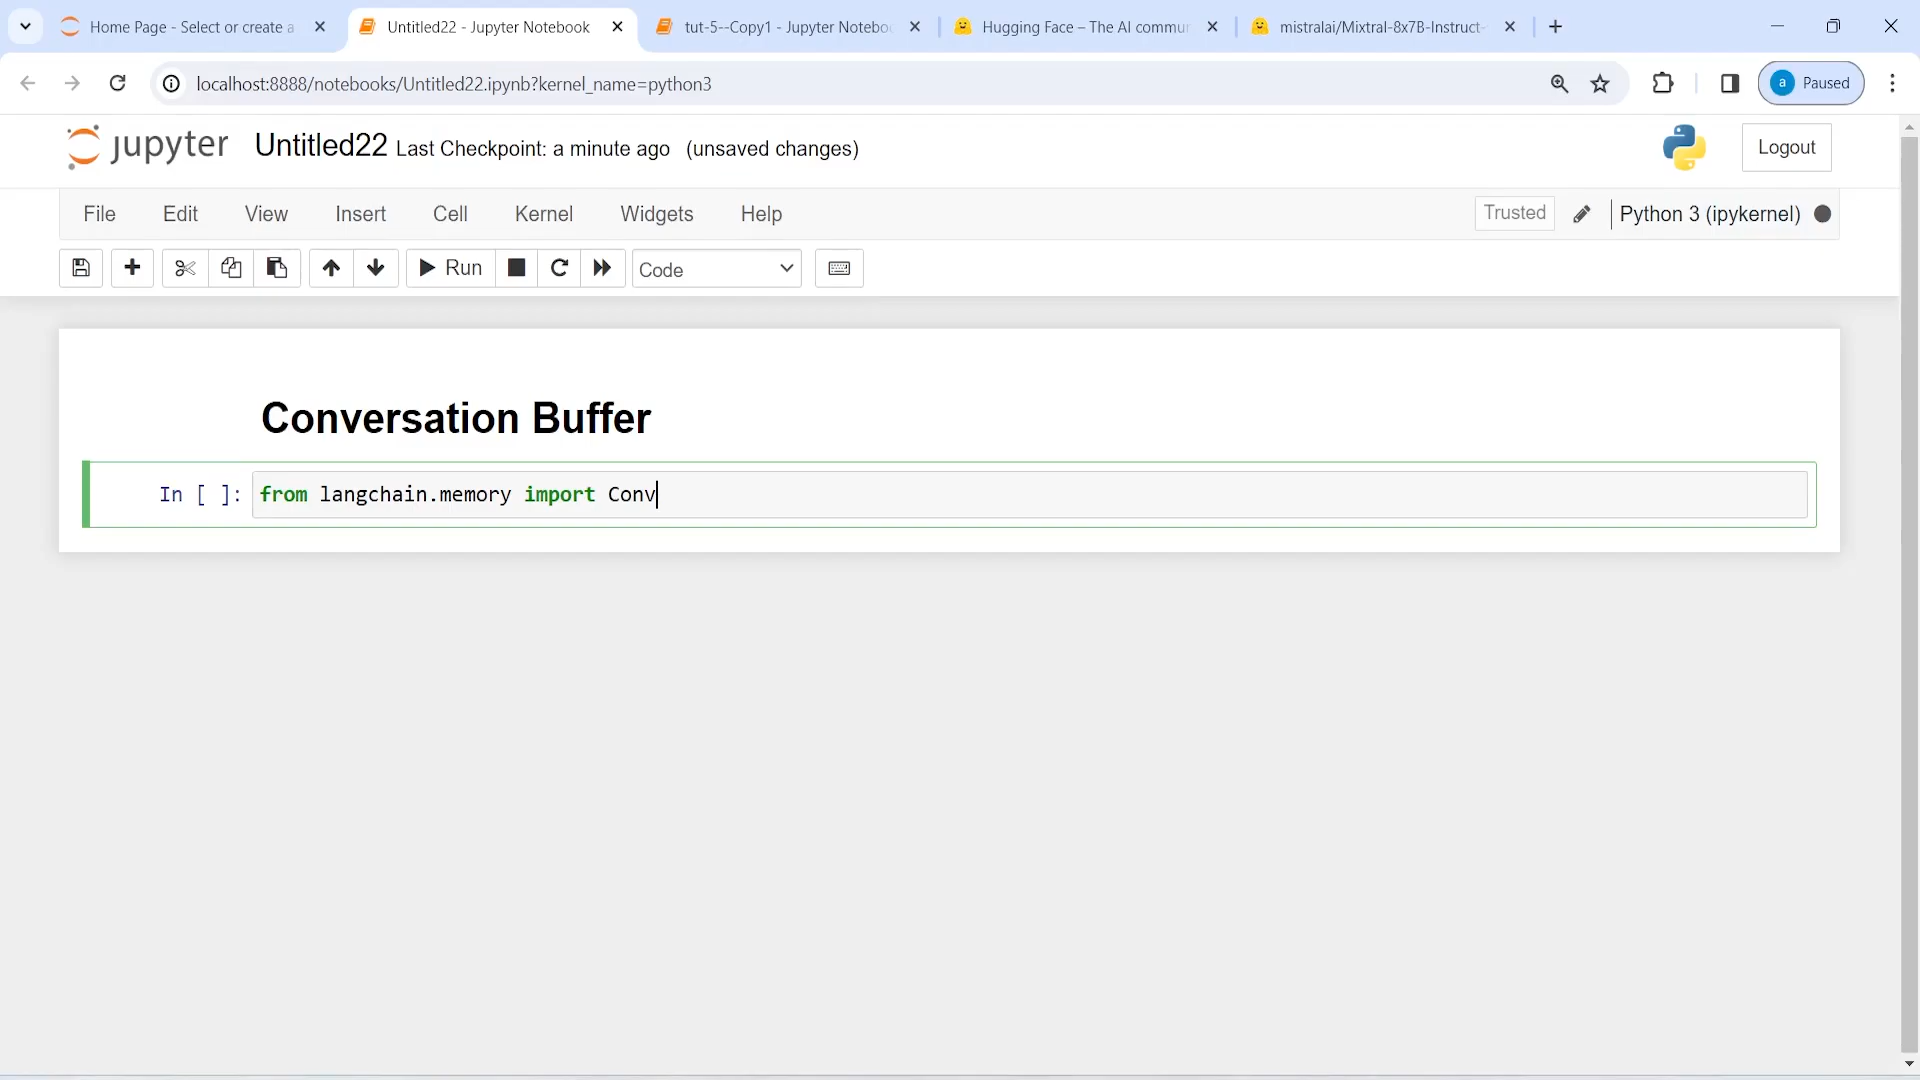 Home Page - Select or create a
Untitled22 - Jupyter Notebook
tut-5--Copy1 - Jupyter Notebo
Hugging Face – The AI commu
mistralai/Mixtral-8x7B-Instruct-
localhost:8888/notebooks/Untitled22.ipynb?kernel_name=python3
a Paused
jupyter Untitled22 Last Checkpoint: a minute ago (unsaved changes)
Logout
File Edit View Insert Cell Kernel Widgets Help
Trusted Python 3 (ipykernel)
Run Code
Conversation Buffer
In [ ]: from langchain.memory import Conv